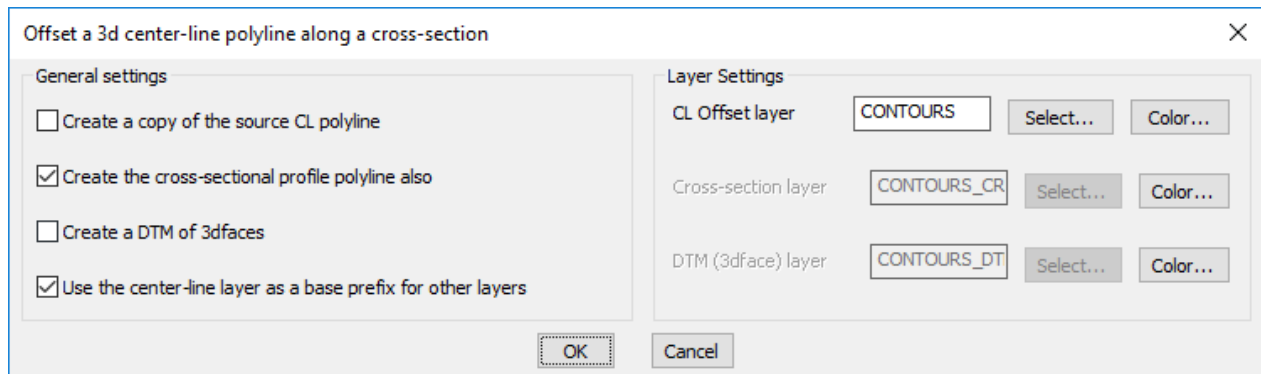 Offset a 3d center-line polyline along a cross-section
General settings
Create a copy of the source CL polyline
Create the cross-sectional profile polyline also
Create a DTM of 3dfaces
Use the center-line layer as a base prefix for other layers
Layer Settings
CL Offset layer CONTOURS Select... Color...
Cross-section layer CONTOURS_CR Select... Color...
DTM (3dface) layer CONTOURS_DT Select... Color...
OK Cancel